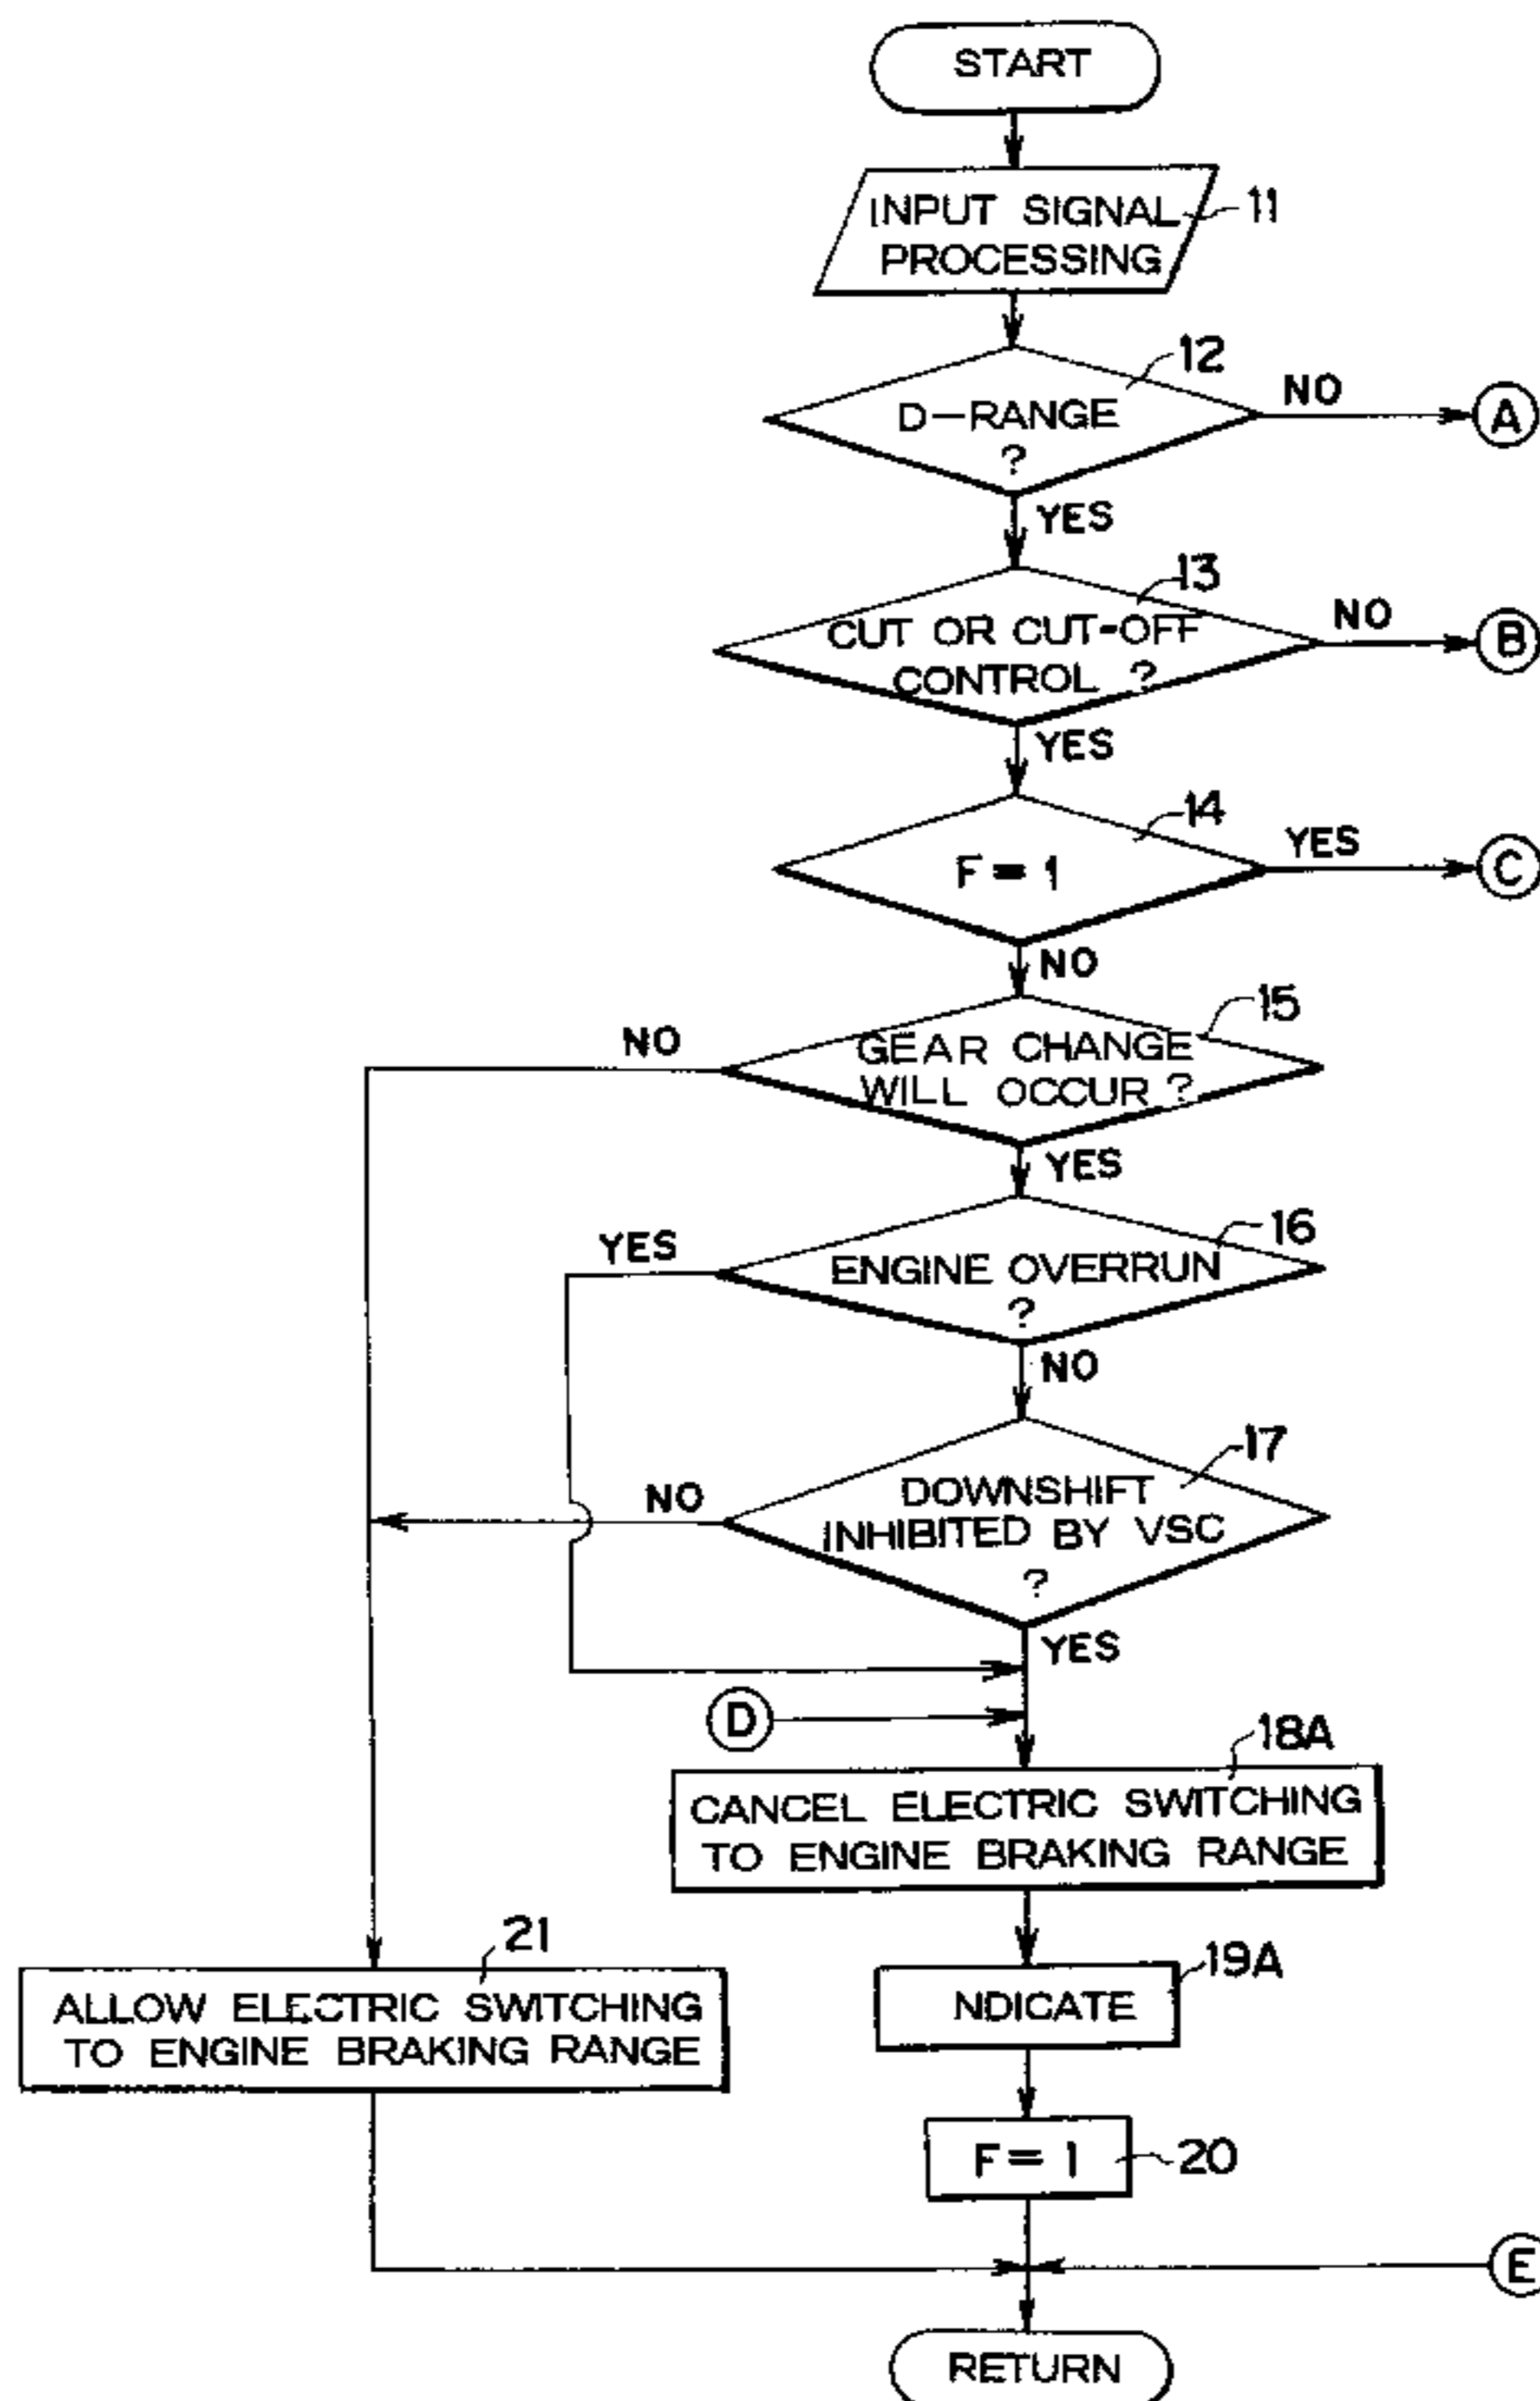 START
INPUT SIGNAL
PROCESSING
11
12
D-RANGE
?
NO
A
YES
13
CUT OR CUT-OFF
CONTROL ?
NO
B
YES
14
F = 1
YES
C
NO
15
GEAR CHANGE
WILL OCCUR ?
NO
YES
16
ENGINE OVERRUN
?
YES
NO
17
DOWNSHIFT
INHIBITED BY VSC
?
NO
YES
D
18A
CANCEL ELECTRIC SWITCHING
TO ENGINE BRAKING RANGE
21
ALLOW ELECTRIC SWITCHING
TO ENGINE BRAKING RANGE
19A
NDICATE
F = 1
20
E
RETURN